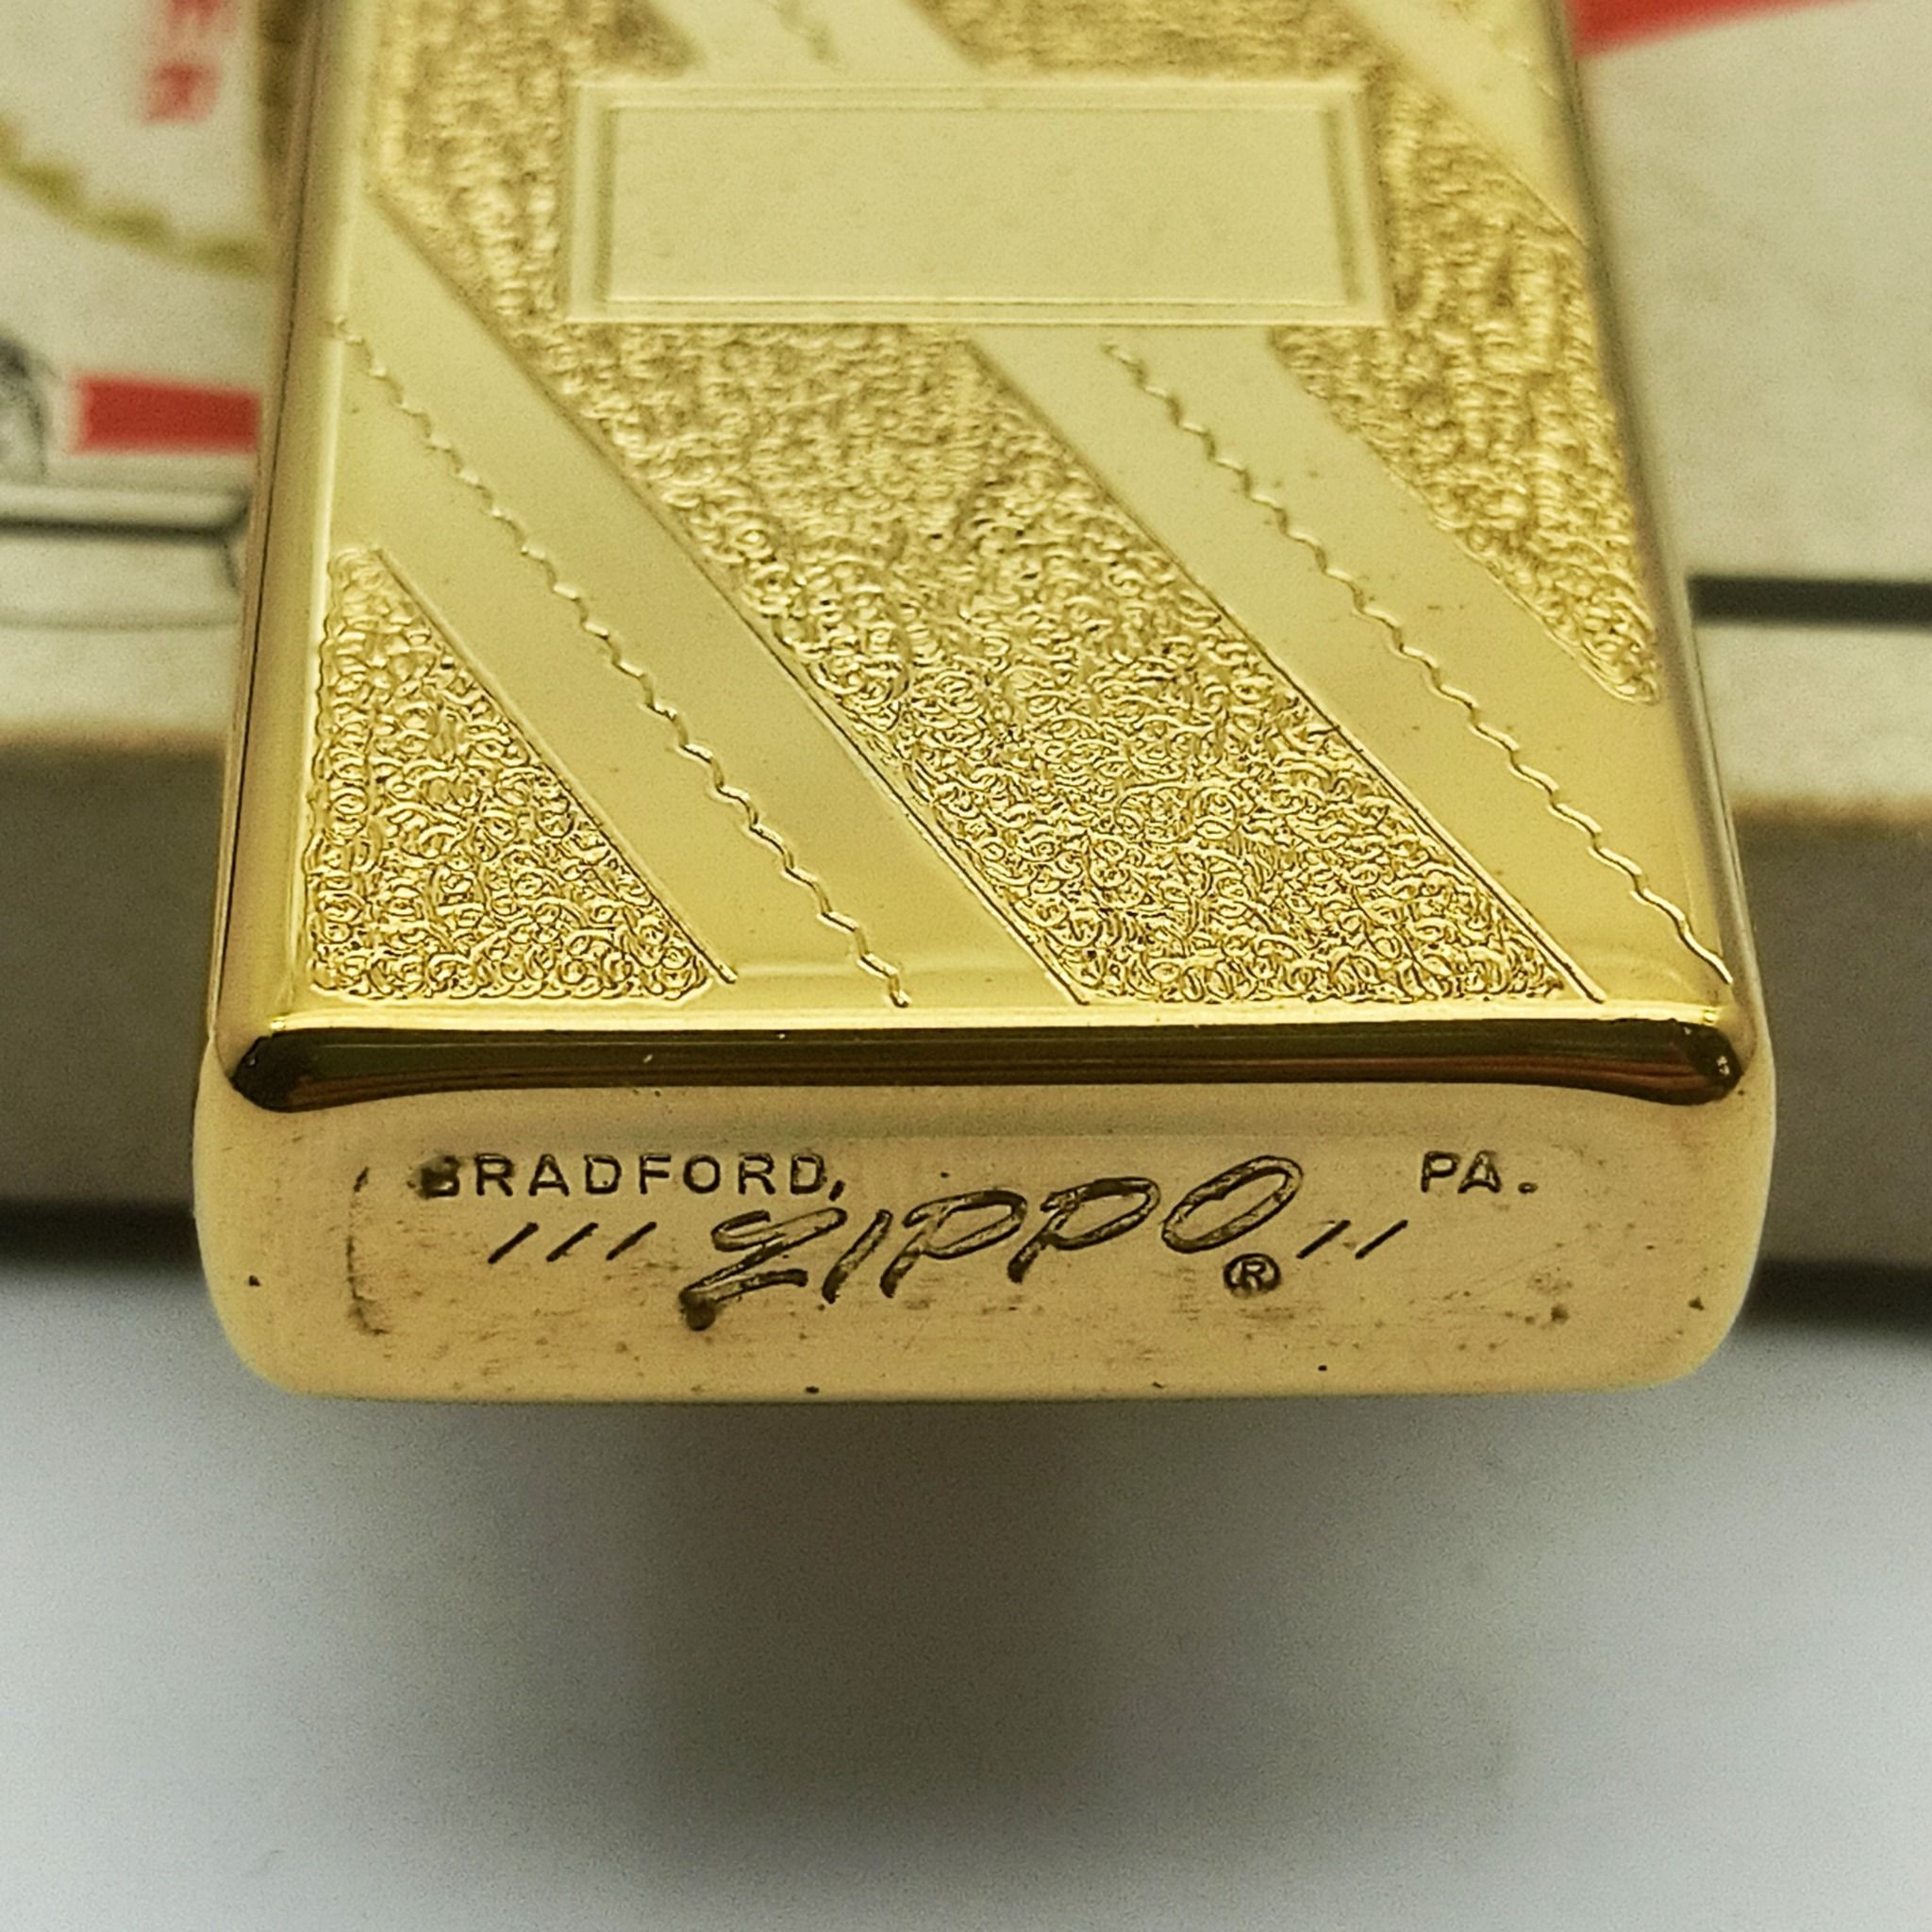 BRADFORD, PA.
/// ZIPPO® //